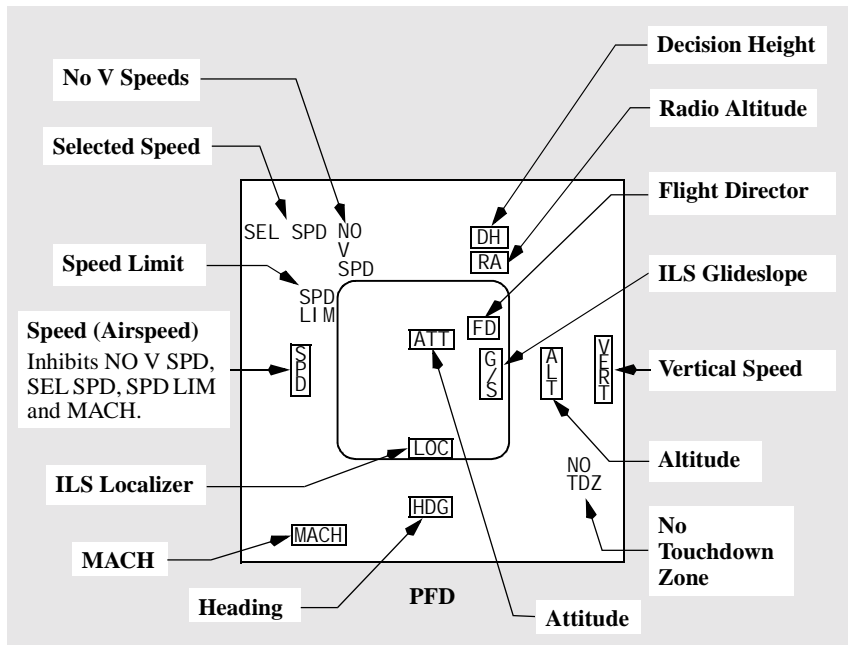 Decision Height
No V Speeds
Radio Altitude
Selected Speed
Flight Director
SEL SPD
NO
V
SPD
DH
RA
Speed Limit
ILS Glideslope
SPD
LIM
FD
Speed (Airspeed)
Inhibits NO V SPD,
SEL SPD, SPD LIM
and MACH.
SPD
ATT
G/S
ALT
VERT
Vertical Speed
LOC
Altitude
ILS Localizer
NO
TDZ
HDG
No
Touchdown
Zone
MACH
MACH
Heading
PFD
Attitude